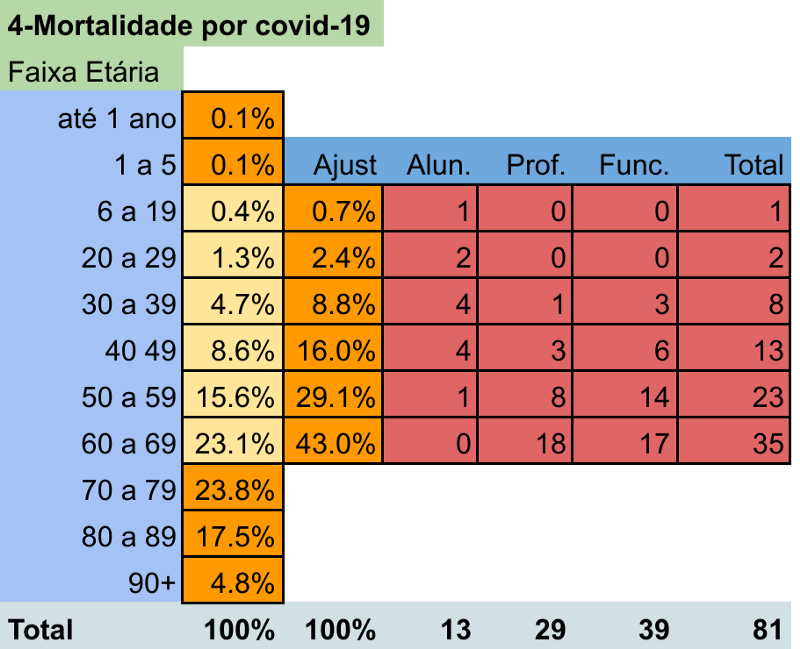 4-Mortalidade por covid-19
Faixa Etária
até 1 ano 0.1%
1 a 5 0.1% Ajust Alun. Prof. Func. Total
6 a 19 0.4% 0.7% 1 0 0 1
20 a 29 1.3% 2.4% 2 0 0 2
30 a 39 4.7% 8.8% 4 1 3 8
40 49 8.6% 16.0% 4 3 6 13
50 a 59 15.6% 29.1% 1 8 14 23
60 a 69 23.1% 43.0% 0 18 17 35
70 a 79 23.8%
80 a 89 17.5%
90+ 4.8%
Total 100% 100% 13 29 39 81